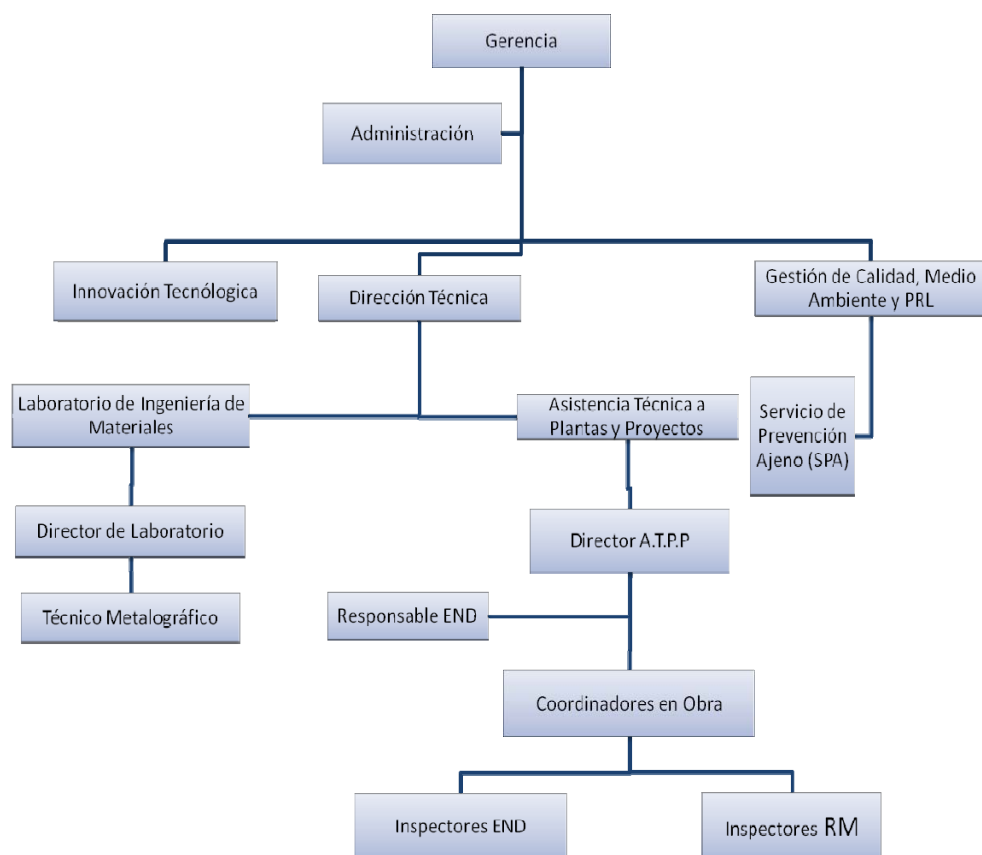 Gerencia
Administración
Innovación Tecnólogica
Dirección Técnica
Gestión de Calidad, Medio
Ambiente y PRL
Laboratorio de Ingeniería de
Materiales
Asistencia Técnica a
Plantas y Proyectos
Servicio de
Prevención
Ajeno (SPA)
Director de Laboratorio
Director A.T.P.P
Técnico Metalográfico
Responsable END
Coordinadores en Obra
Inspectores END
Inspectores RM